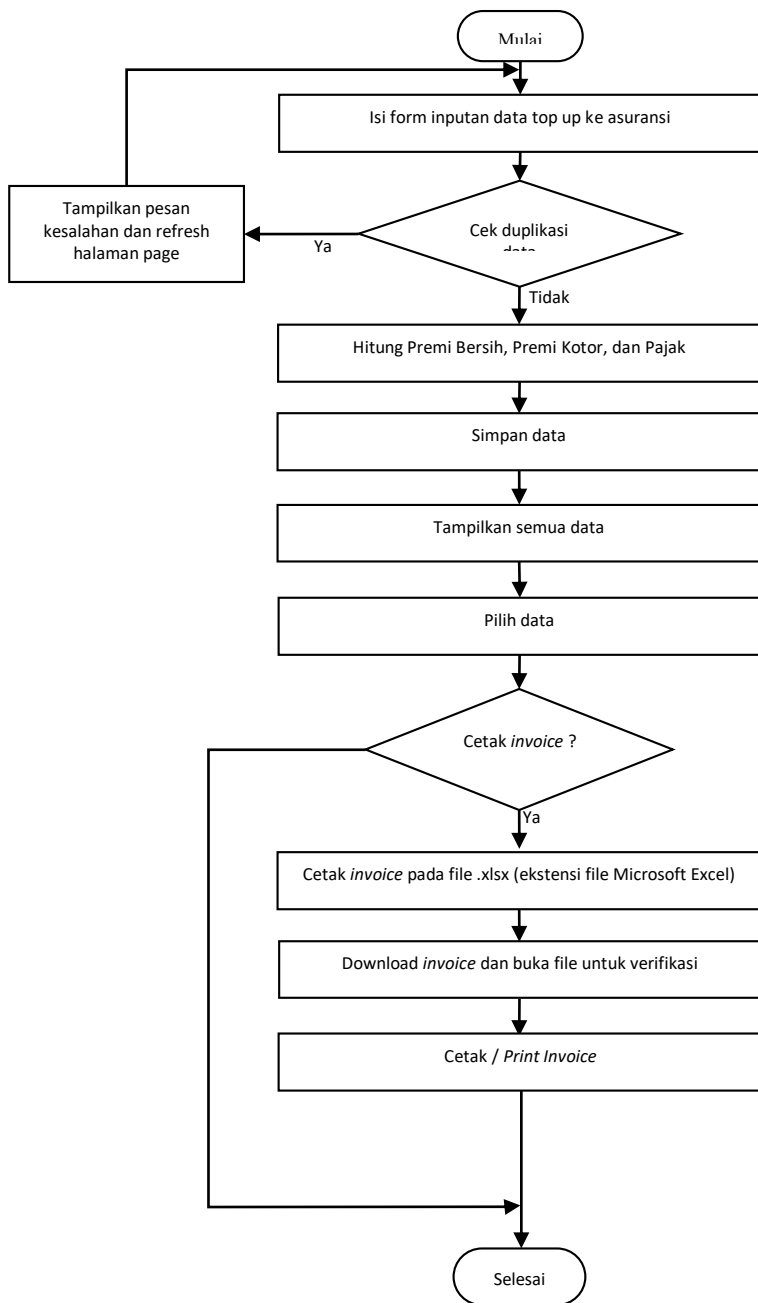 Mulai
Isi form inputan data top up ke asuransi
Tampilkan pesan
kesalahan dan refresh
halaman page
Cek duplikasi
data
Ya
Tidak
Hitung Premi Bersih, Premi Kotor, dan Pajak
Simpan data
Tampilkan semua data
Pilih data
Cetak invoice ?
Ya
Cetak invoice pada file .xlsx (ekstensi file Microsoft Excel)
Download invoice dan buka file untuk verifikasi
Cetak / Print Invoice
Selesai